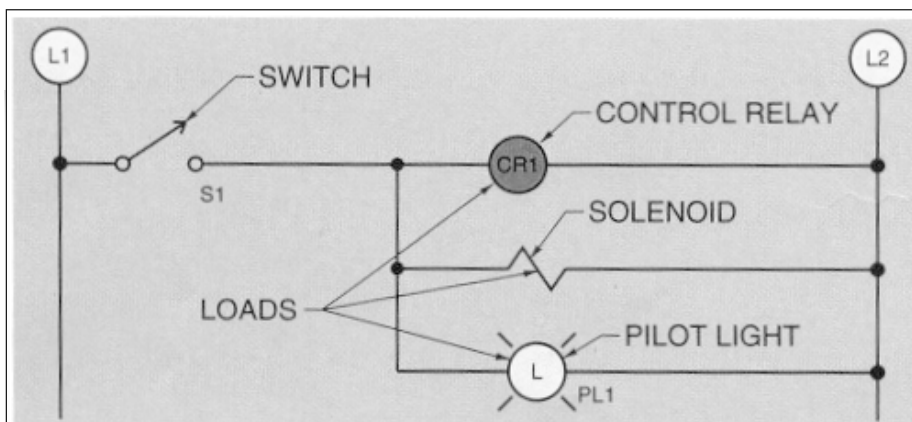 L1
L2
SWITCH
CONTROL RELAY
CR1
S1
SOLENOID
LOADS
PILOT LIGHT
L
PL1